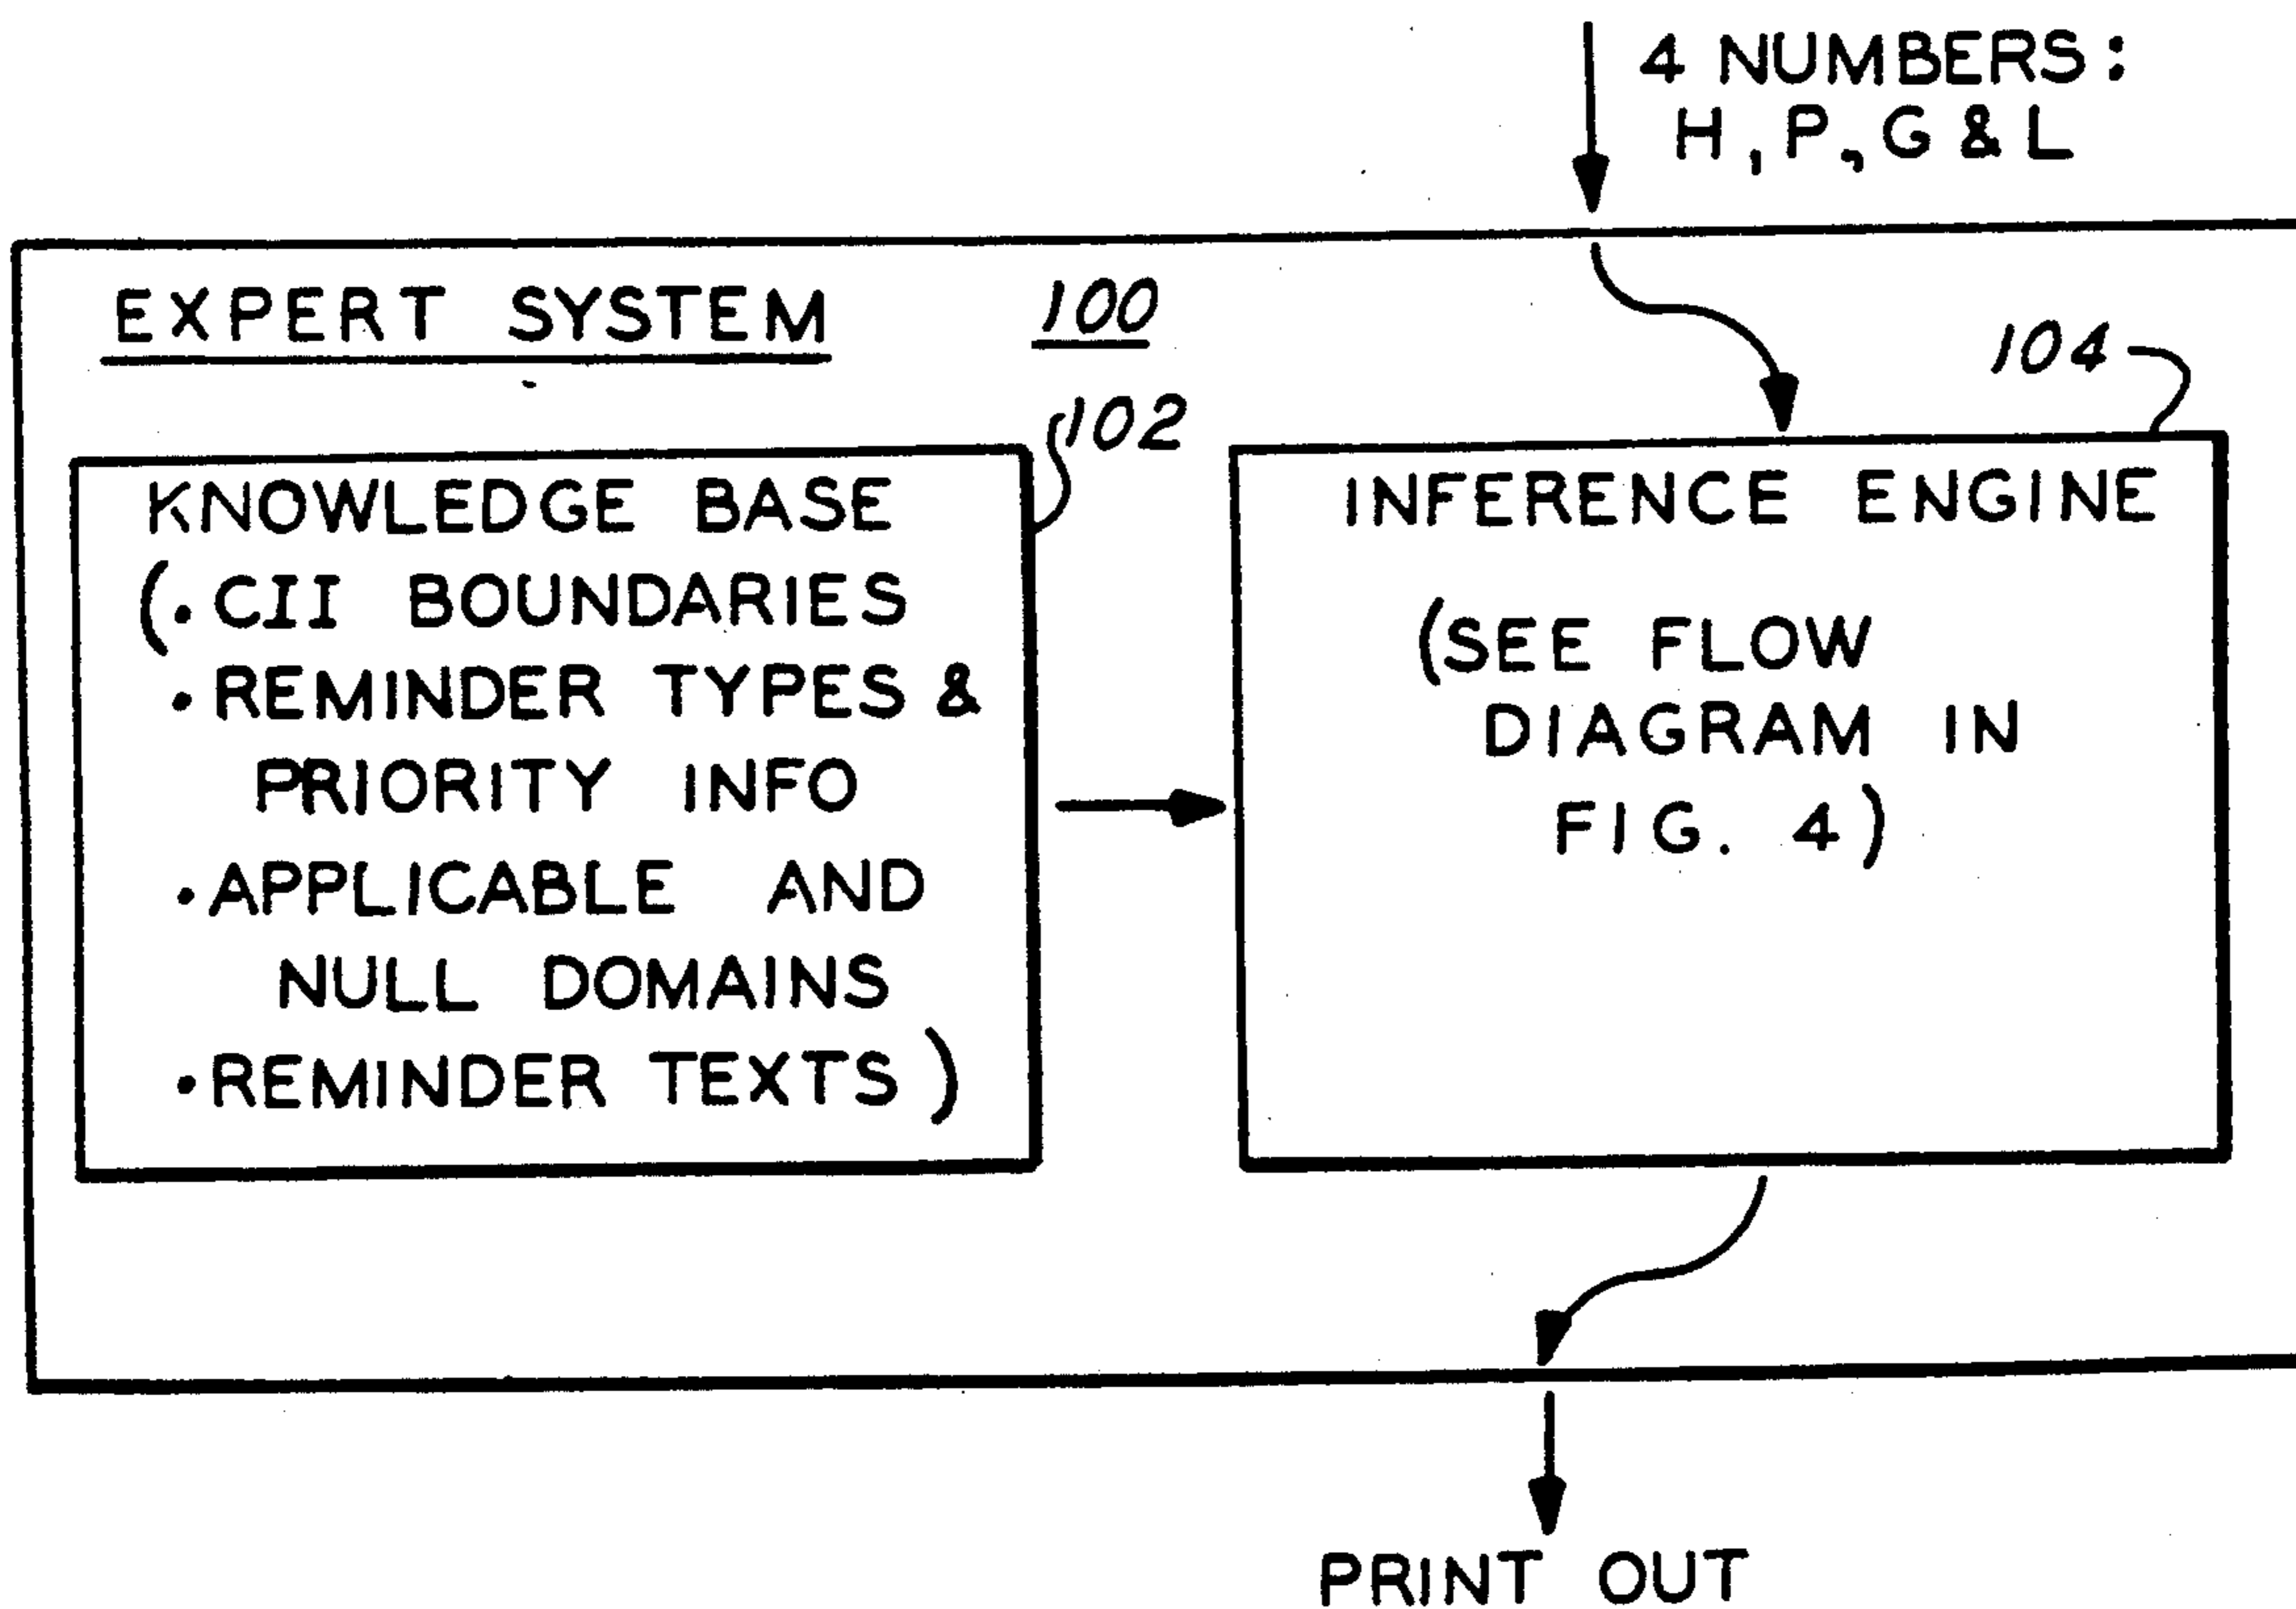 4 NUMBERS:
H, P, G & L
EXPERT SYSTEM 100
104
102
KNOWLEDGE BASE
(• CII BOUNDARIES
• REMINDER TYPES &
PRIORITY INFO
• APPLICABLE AND
NULL DOMAINS
• REMINDER TEXTS)
INFERENCE ENGINE
(SEE FLOW
DIAGRAM IN
FIG. 4)
PRINT OUT